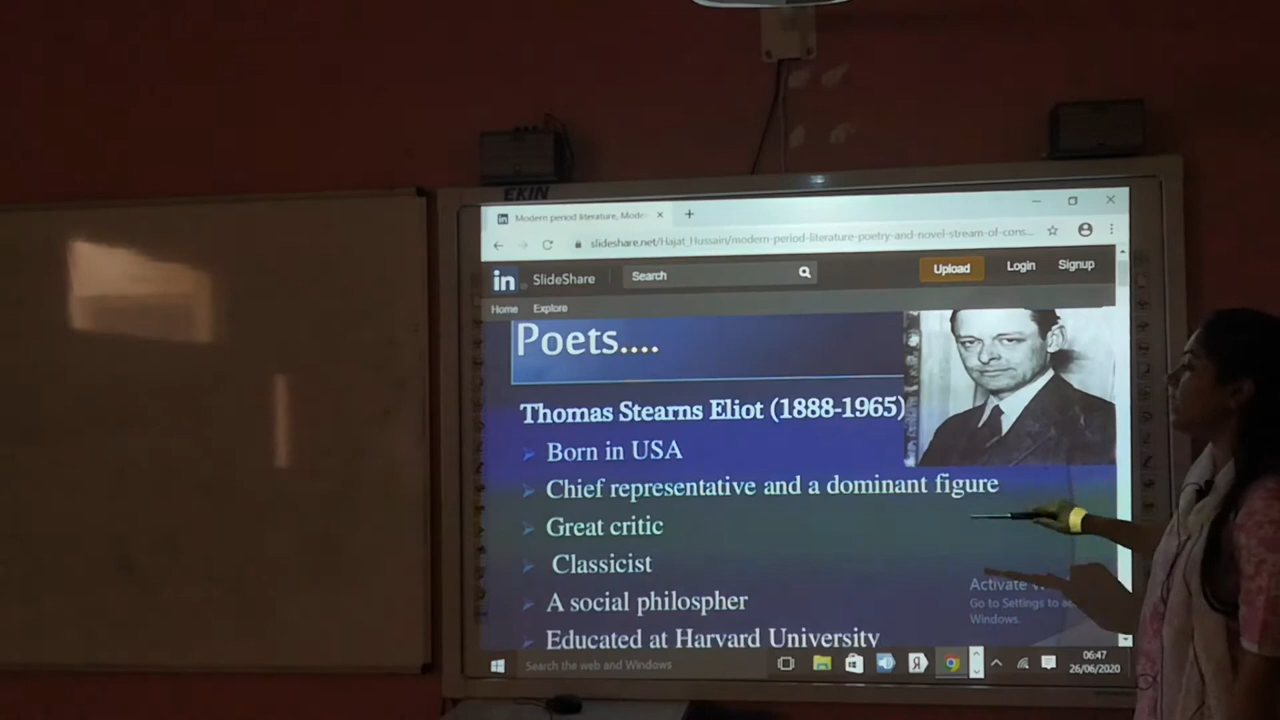 EKIN
in Modern period literature, Mode
slideshare.net/Hajat_Hussain/modern-period-literature-poetry-and-novel-stream-of-cons...
in SlideShare Search Upload Login Signup
Home Explore
Poets....
Thomas Stearns Eliot (1888-1965)
Born in USA
Chief representative and a dominant figure
Great critic
Classicist
A social philospher
Educated at Harvard University
Activate
Go to Settings to
Windows.
Search the web and Windows
06:47
26/06/2020